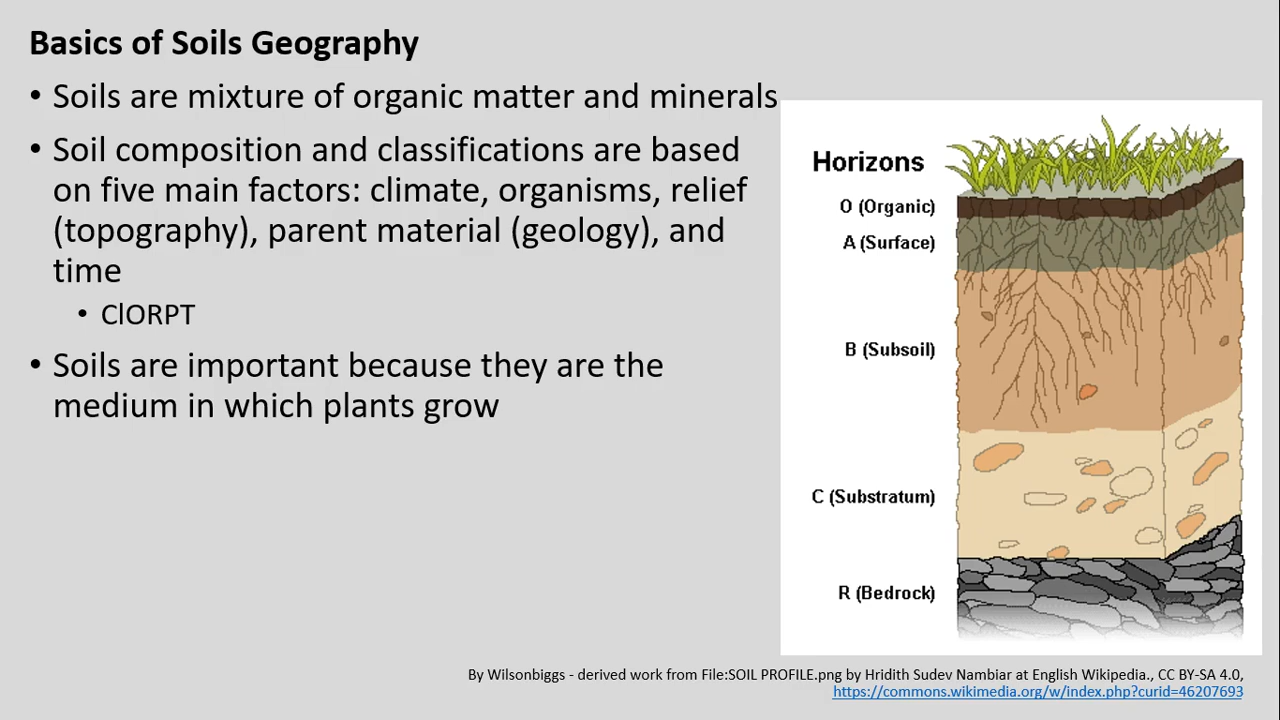 Basics of Soils Geography
• Soils are mixture of organic matter and minerals
• Soil composition and classifications are based
on five main factors: climate, organisms, relief
(topography), parent material (geology), and
time
• ClORPT
• Soils are important because they are the
medium in which plants grow
Horizons
O (Organic)
A (Surface)
B (Subsoil)
C (Substratum)
R (Bedrock)
By Wilsonbiggs - derived work from File:SOIL PROFILE.png by Hridith Sudev Nambiar at English Wikipedia., CC BY-SA 4.0,
https://commons.wikimedia.org/w/index.php?curid=46207693